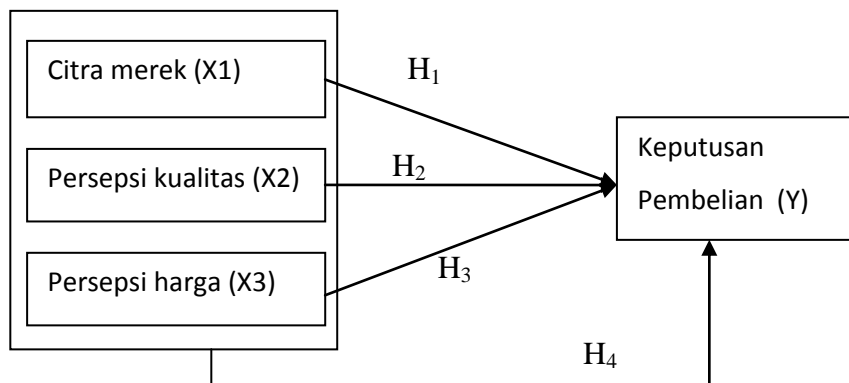 Citra merek (X1)
H₁
Persepsi kualitas (X2)
H₂
Keputusan
Pembelian (Y)
Persepsi harga (X3)
H₃
H₄